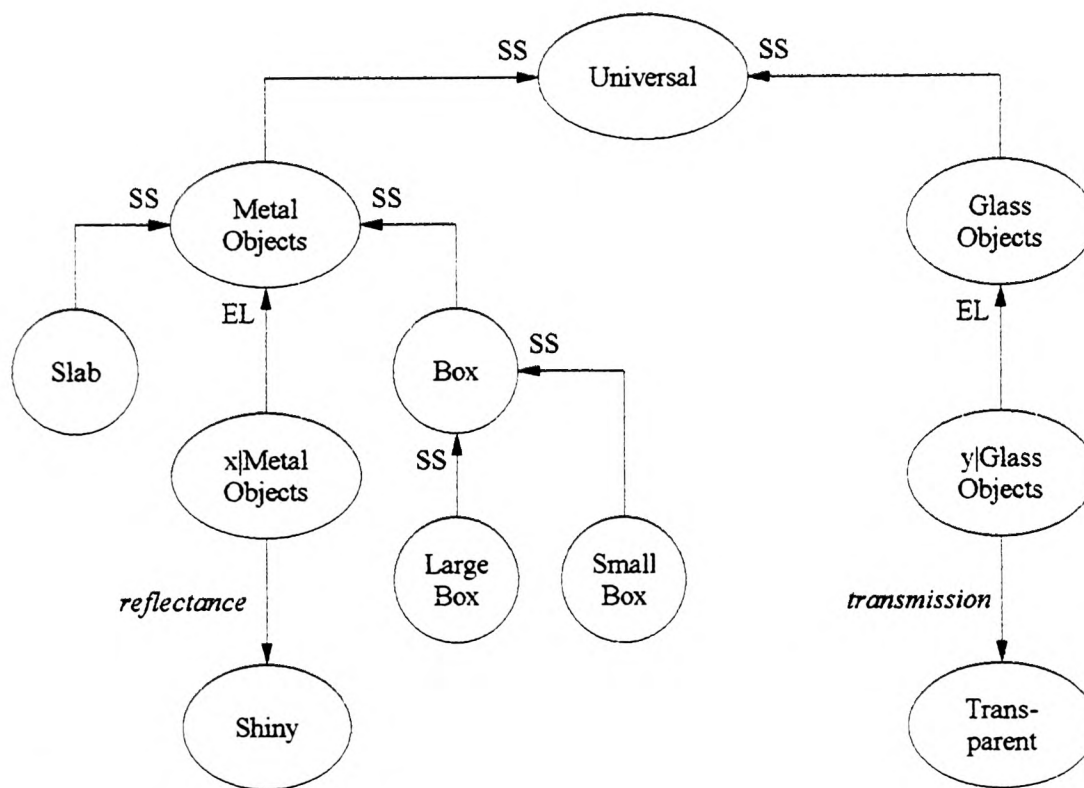 SS
Universal
SS
SS
Metal
Objects
SS
Glass
Objects
EL
EL
Slab
Box
SS
x|Metal
Objects
SS
y|Glass
Objects
Large
Box
Small
Box
reflectance
transmission
Shiny
Trans-
parent